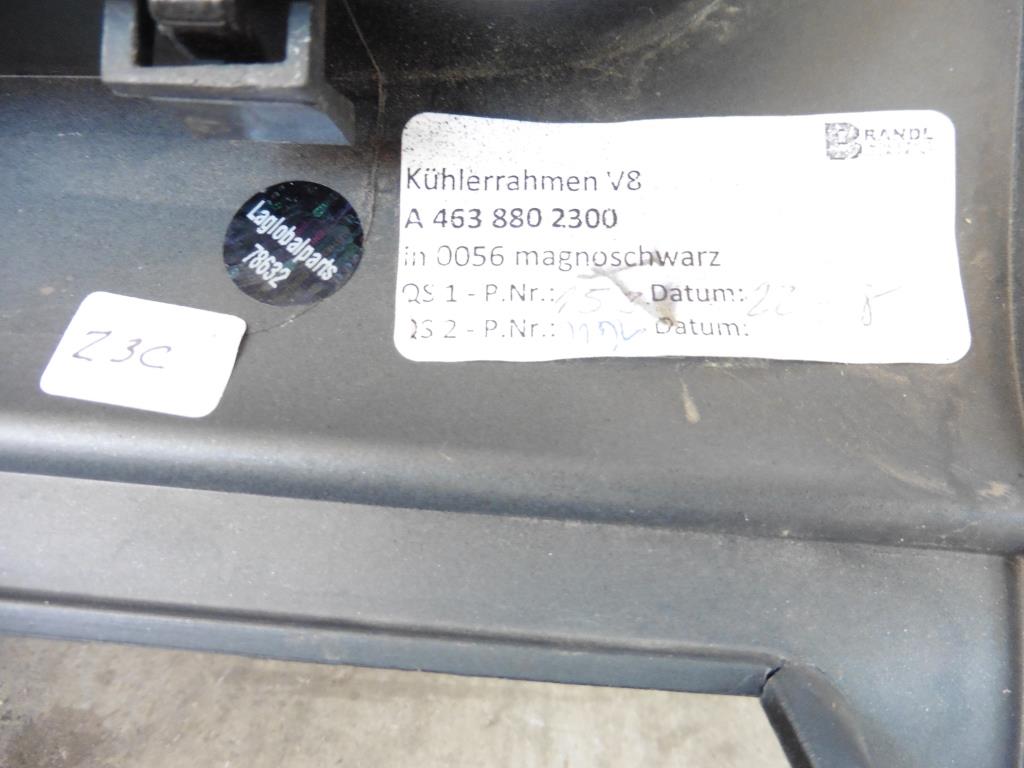 BRANDL
Kühlerrahmen V8
A 463 880 2300
in 0056 magnoschwarz
QS 1 - P.Nr.: Datum:
QS 2 - P.Nr.: Datum:
Laglobalparts
78632
Z3C